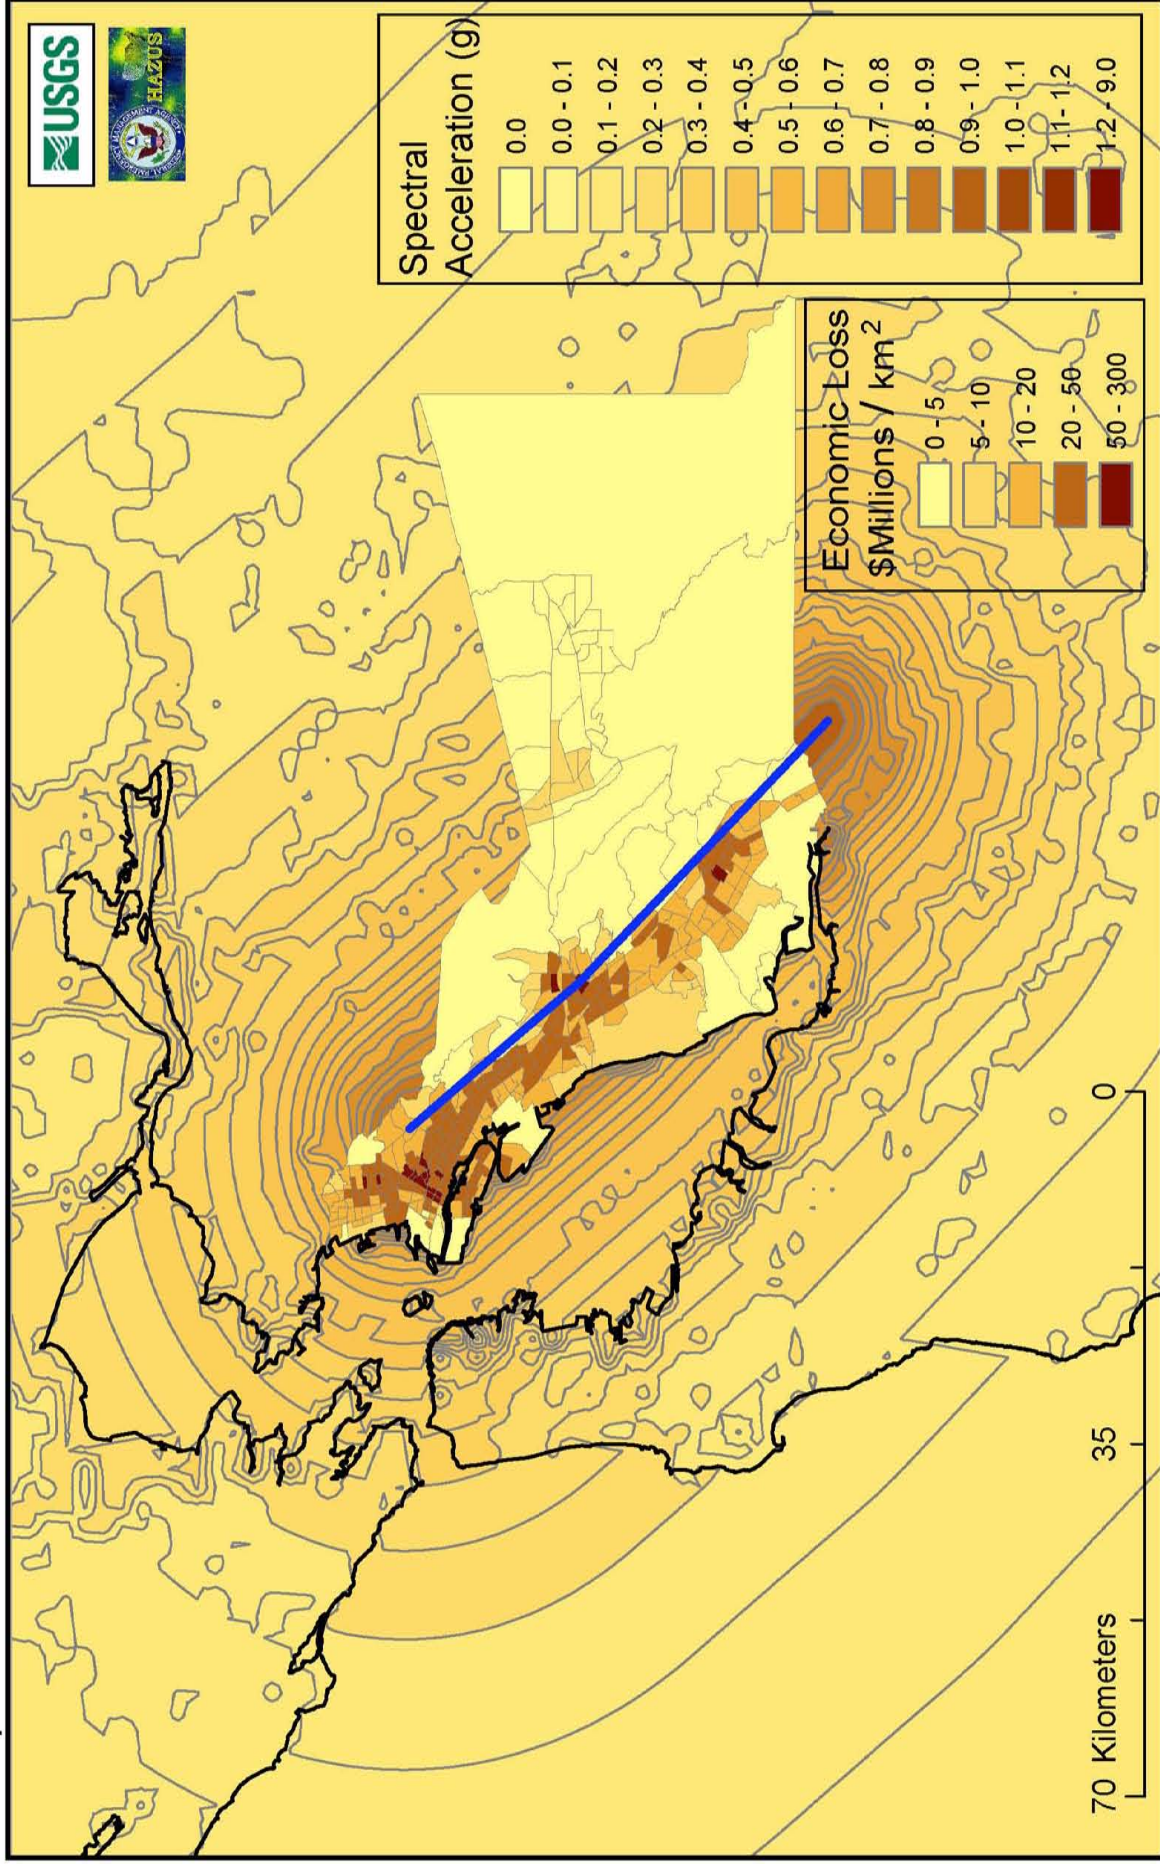 USGS
FEDERAL EMERGENCY MANAGEMENT AGENCY
HAZUS
Spectral
Acceleration (g)
0.0
0.0 - 0.1
0.1 - 0.2
0.2 - 0.3
0.3 - 0.4
0.4 - 0.5
0.5 - 0.6
0.6 - 0.7
0.7 - 0.8
0.8 - 0.9
0.9 - 1.0
1.0 - 1.1
1.1 - 1.2
1.2 - 9.0
Economic Loss
$Millions / km²
0 - 5
5 - 10
10 - 20
20 - 50
50 - 300
70 Kilometers
35
0